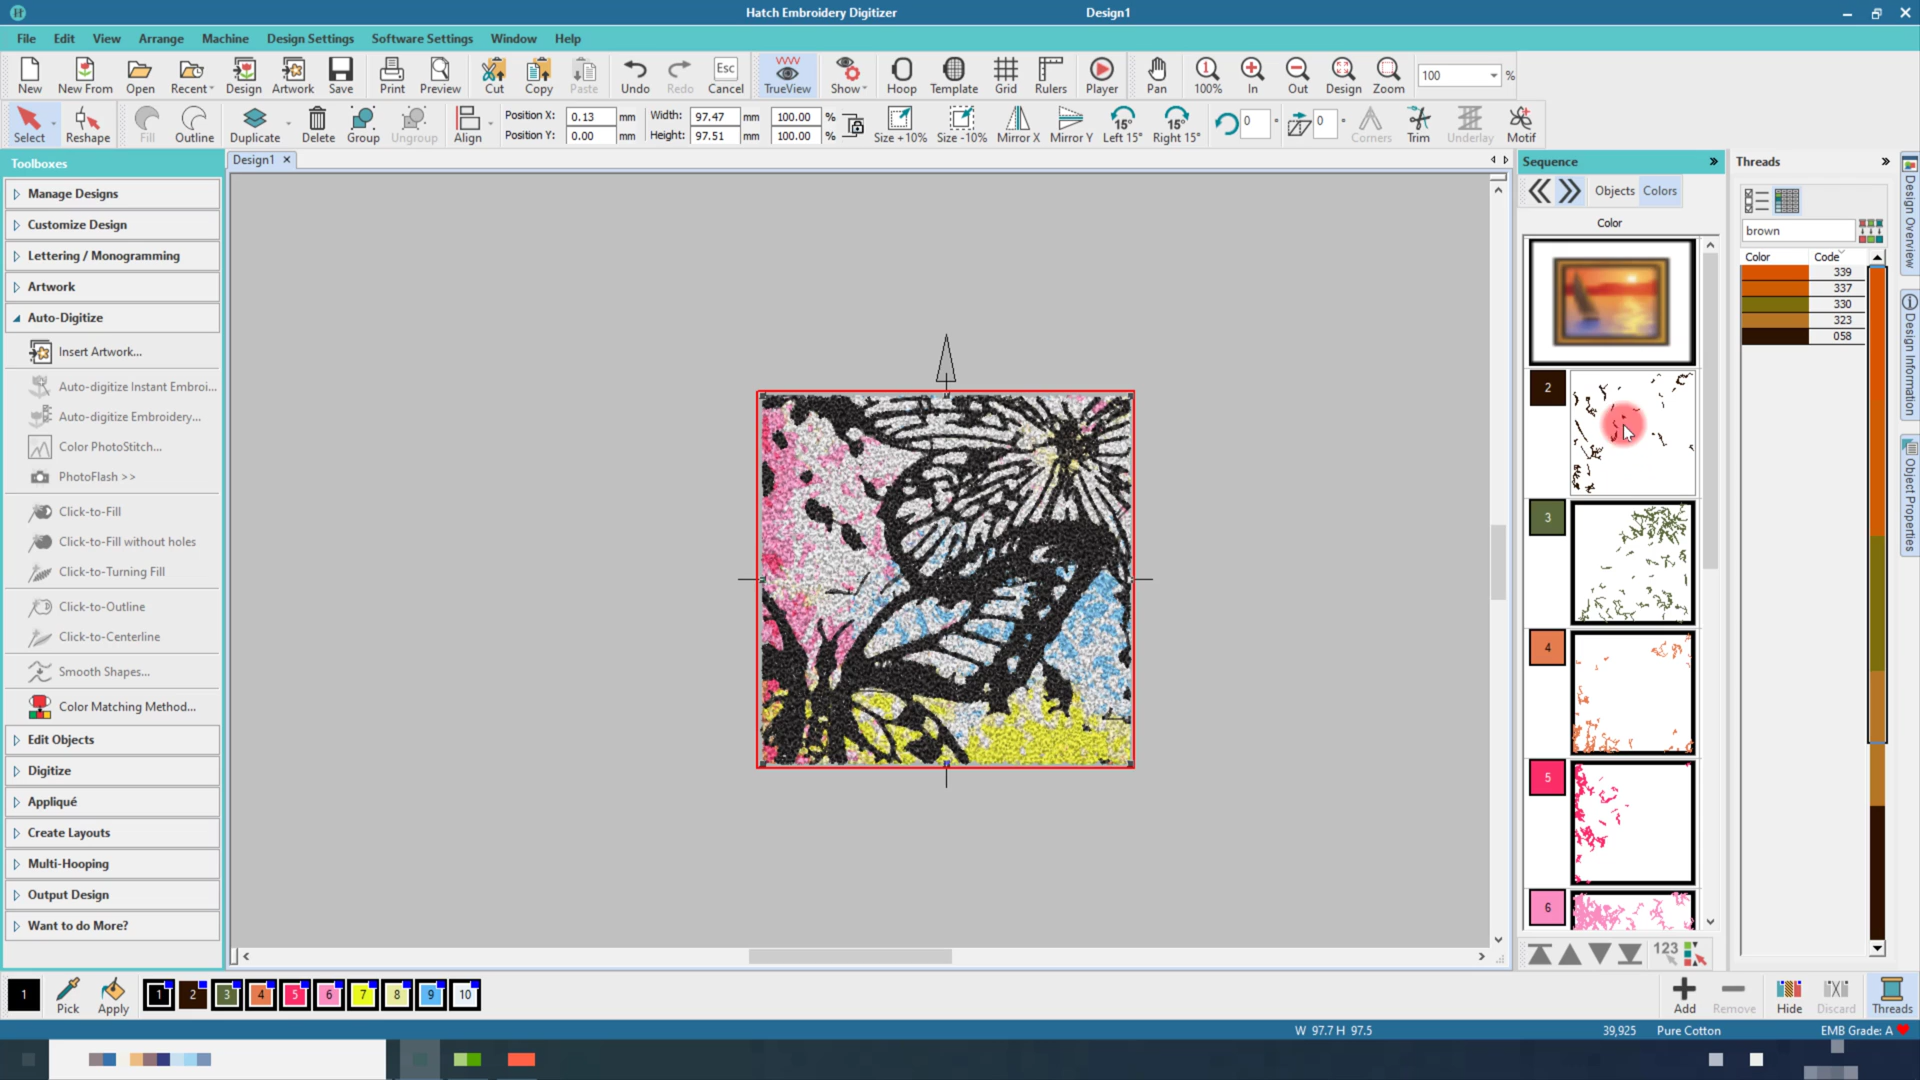 Hatch Embroidery Digitizer Design1
File Edit View Arrange Machine Design Settings Software Settings Window Help
Esc 1 100 %
New New From Open Recent Design Artwork Save Print Preview Cut Copy Paste Undo Redo Cancel TrueView Show Hoop Template Grid Rulers Player Pan 100% In Out Design Zoom
Position X: 0.13 mm Width: 97.47 mm 100.00 % 15° 15° 0 ° 0 °
Position Y: 0.00 mm Height: 97.51 mm 100.00 %
Select Reshape Fill Outline Duplicate Delete Group Ungroup Align Size +10% Size -10% Mirror X Mirror Y Left 15° Right 15° Corners Trim Underlay Motif
Toolboxes
Manage Designs
Customize Design
Lettering / Monogramming
Artwork
Auto-Digitize
Insert Artwork...
Auto-digitize Instant Embroi...
Auto-digitize Embroidery...
Color PhotoStitch...
PhotoFlash >>
Click-to-Fill
Click-to-Fill without holes
Click-to-Turning Fill
Click-to-Outline
Click-to-Centerline
Smooth Shapes...
Color Matching Method...
Edit Objects
Digitize
Appliqué
Create Layouts
Multi-Hooping
Output Design
Want to do More?
Design1
Sequence
Objects Colors
Color
2
3
4
5
6
123
Threads
brown
Color Code
339
337
330
323
058
Design Overview
Design Information
Object Properties
1 Pick Apply 1 2 3 4 5 6 7 8 9 10
Add Remove Hide Discard Threads
W 97.7 H 97.5 39,925 Pure Cotton EMB Grade: A